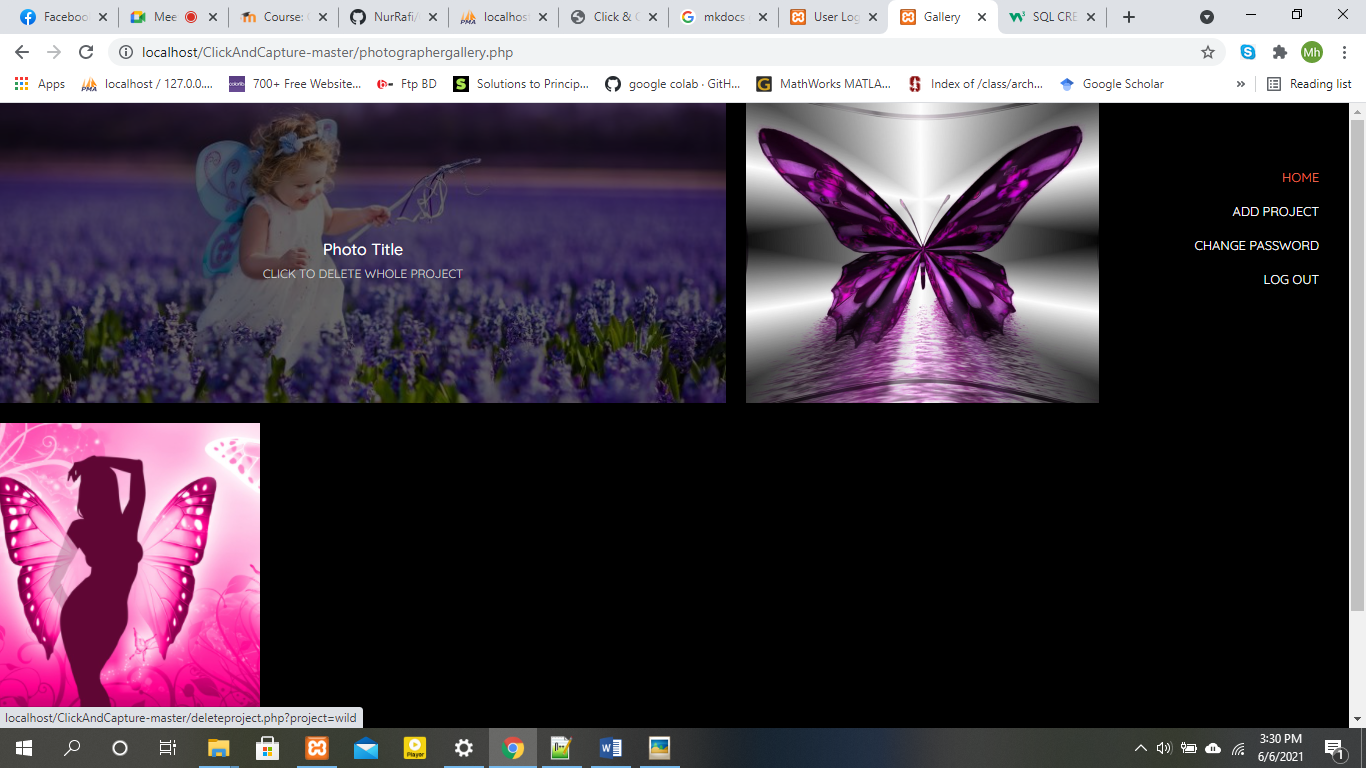 Faceboo
Mee
Course: 
NurRafi/
localhos
Click & 
mkdocs
User Log
Gallery
SQL CRE
localhost/ClickAndCapture-master/photographergallery.php
Mh
Apps
localhost / 127.0.0....
700+ Free Website...
Ftp BD
Solutions to Princip...
google colab · GitH...
MathWorks MATLA...
Index of /class/arch...
Google Scholar
»
Reading list
HOME
ADD PROJECT
CHANGE PASSWORD
LOG OUT
Photo Title
CLICK TO DELETE WHOLE PROJECT
localhost/ClickAndCapture-master/deleteproject.php?project=wild
Player
3:30 PM
6/6/2021
1